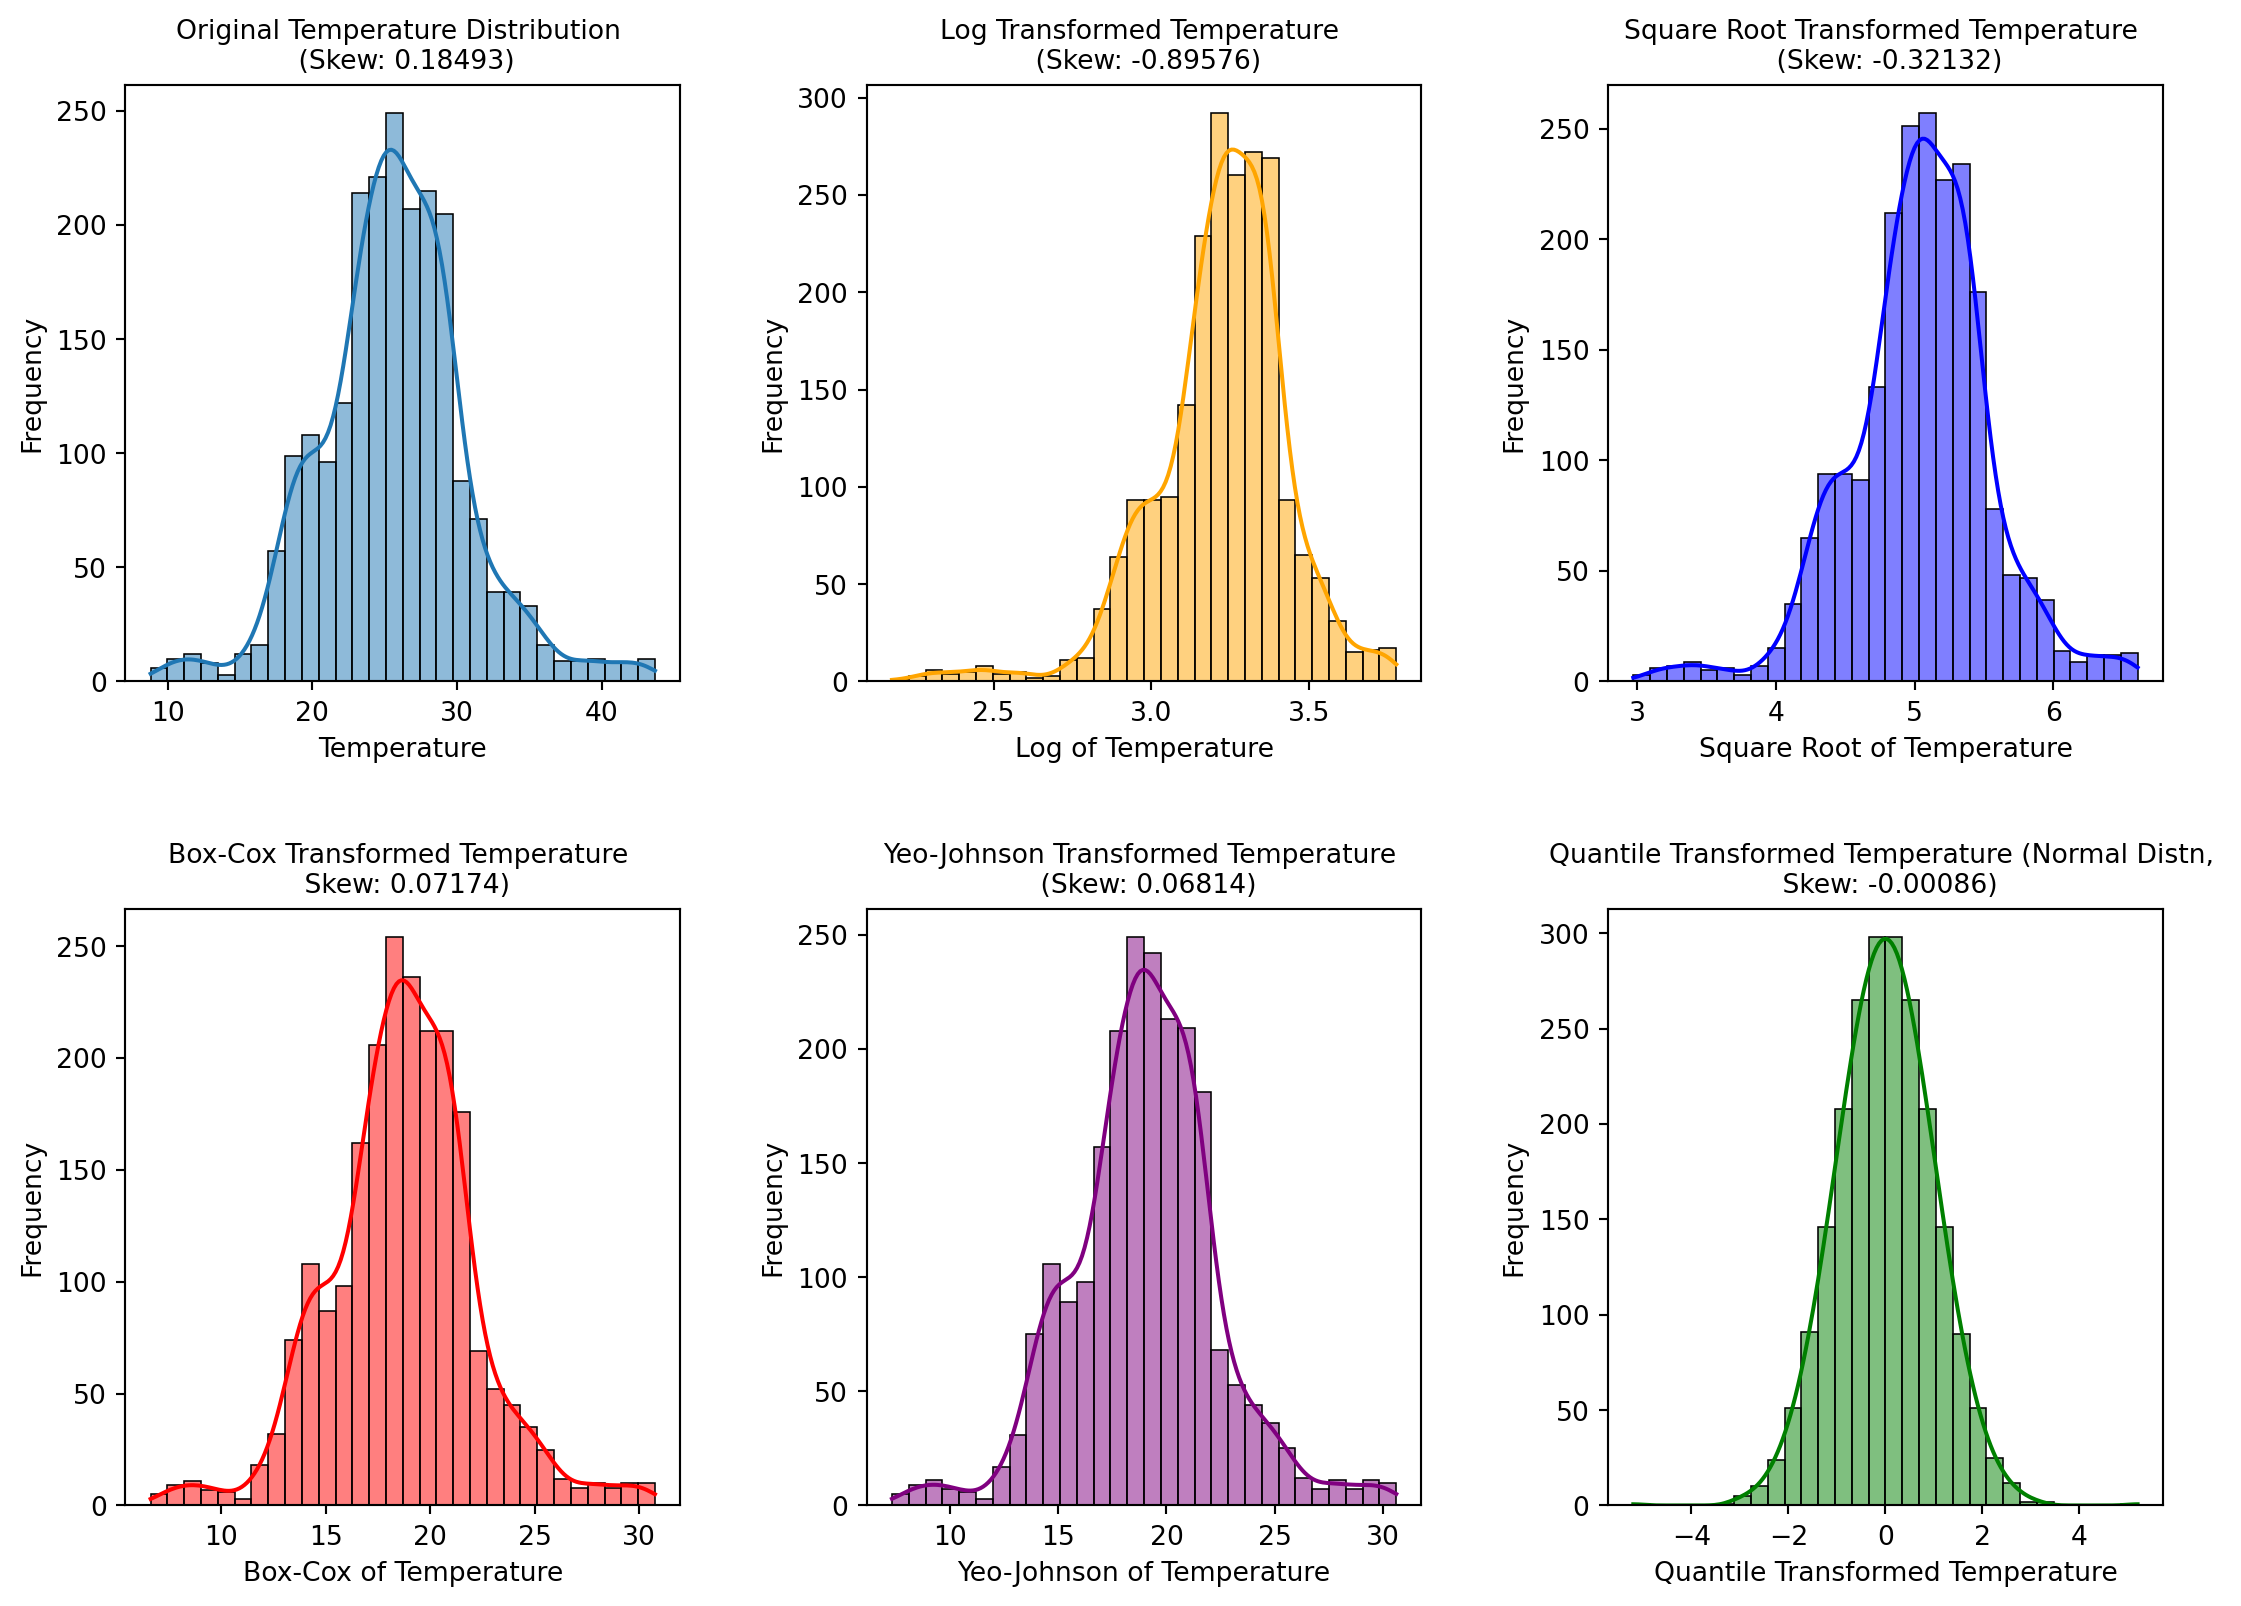 Original Temperature Distribution
(Skew: 0.18493)
250
200
150
100
50
0
Frequency
10 20 30 40
Temperature
Log Transformed Temperature
(Skew: -0.89576)
300
250
200
150
100
50
0
Frequency
2.5 3.0 3.5
Log of Temperature
Square Root Transformed Temperature
(Skew: -0.32132)
250
200
150
100
50
0
Frequency
3 4 5 6
Square Root of Temperature
Box-Cox Transformed Temperature
Skew: 0.07174)
250
200
150
100
50
0
Frequency
10 15 20 25 30
Box-Cox of Temperature
Yeo-Johnson Transformed Temperature
(Skew: 0.06814)
250
200
150
100
50
0
Frequency
10 15 20 25 30
Yeo-Johnson of Temperature
Quantile Transformed Temperature (Normal Distn,
Skew: -0.00086)
300
250
200
150
100
50
0
Frequency
−4 −2 0 2 4
Quantile Transformed Temperature